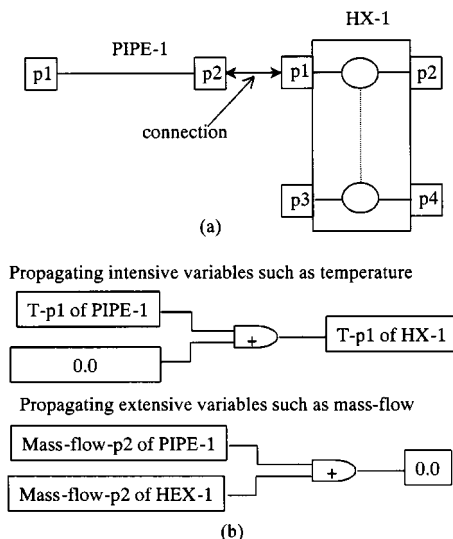 HX-1
PIPE-1
p1
p2
p1
p2
connection
p3
p4
(a)
Propagating intensive variables such as temperature
T-p1 of PIPE-1
+
T-p1 of HX-1
0.0
Propagating extensive variables such as mass-flow
Mass-flow-p2 of PIPE-1
+
0.0
Mass-flow-p2 of HEX-1
(b)